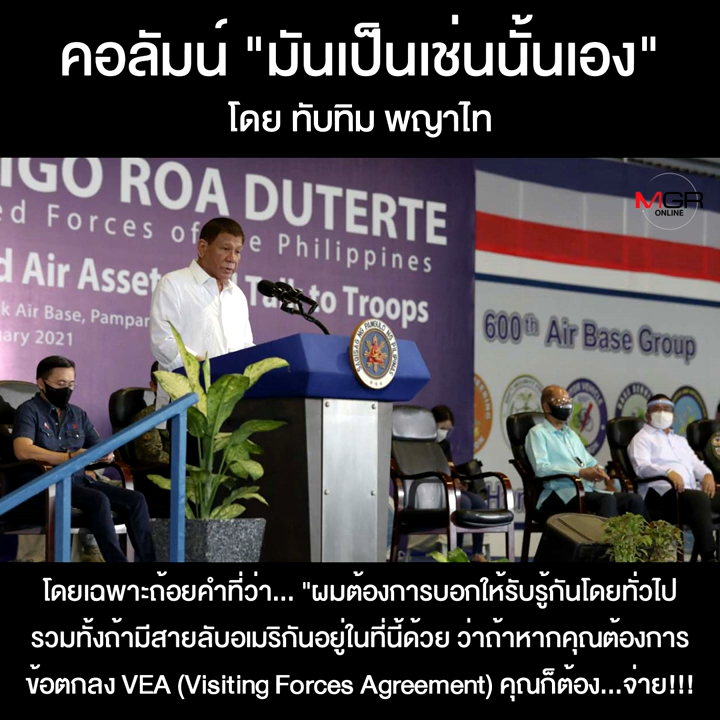 คอลัมน์ "มันเป็นเช่นนั้นเอง"
โดย ทับทิม พญาไท
IGO ROA DUTERTE
ed Forces of the Philippines
d Air Asset
Talk to Troops
k Air Base, Pampan
uary 2021
MGR
ONLINE
600th Air Base Group
โดยเฉพาะถ้อยคำที่ว่า... "ผมต้องการบอกให้รับรู้กันโดยทั่วไป
รวมทั้งถ้ามีสายลับอเมริกันอยู่ในที่นี้ด้วย ว่าถ้าหากคุณต้องการ
ข้อตกลง VEA (Visiting Forces Agreement) คุณก็ต้อง...จ่าย!!!